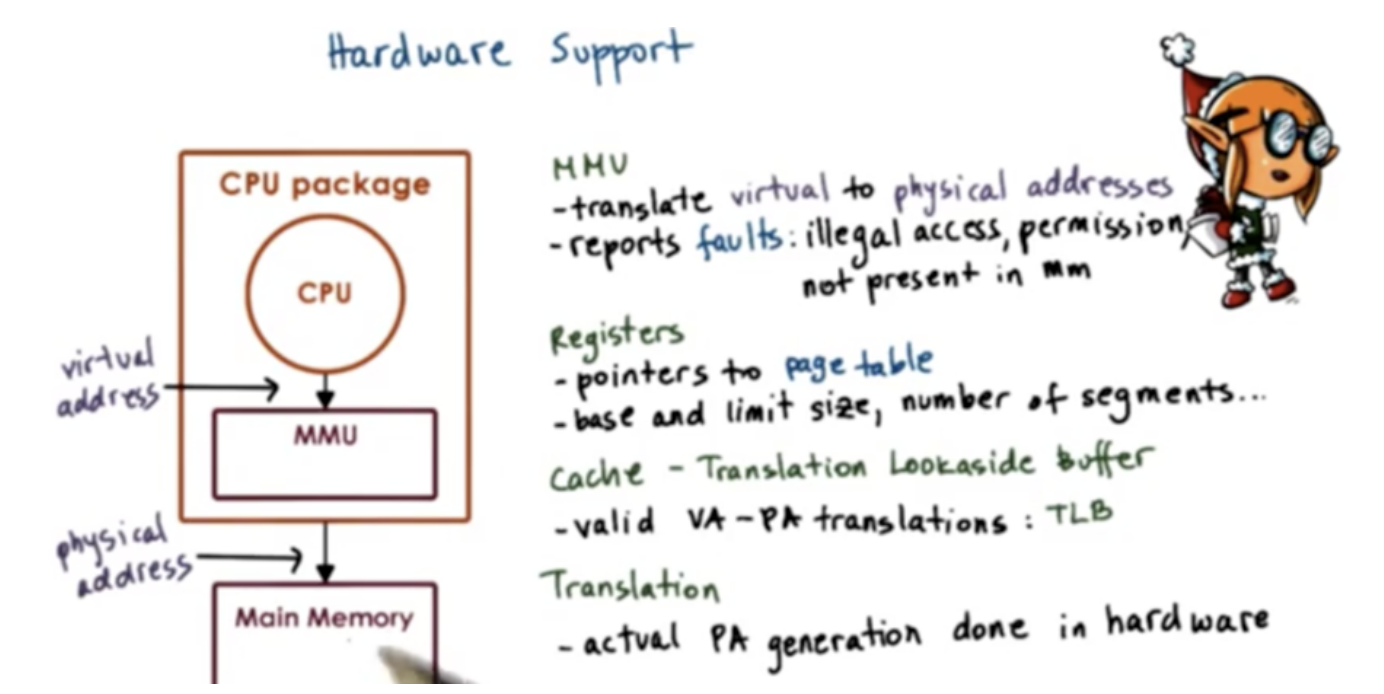 Hardware Support
CPU package
CPU
virtual
address
MMU
physical
address
Main Memory
MMU
-translate virtual to physical addresses
-reports faults: illegal access, permission,
not present in mm
Registers
-pointers to page table
-base and limit size, number of segments...
Cache - Translation Lookaside Buffer
-valid VA-PA translations : TLB
Translation
- actual PA generation done in hardware